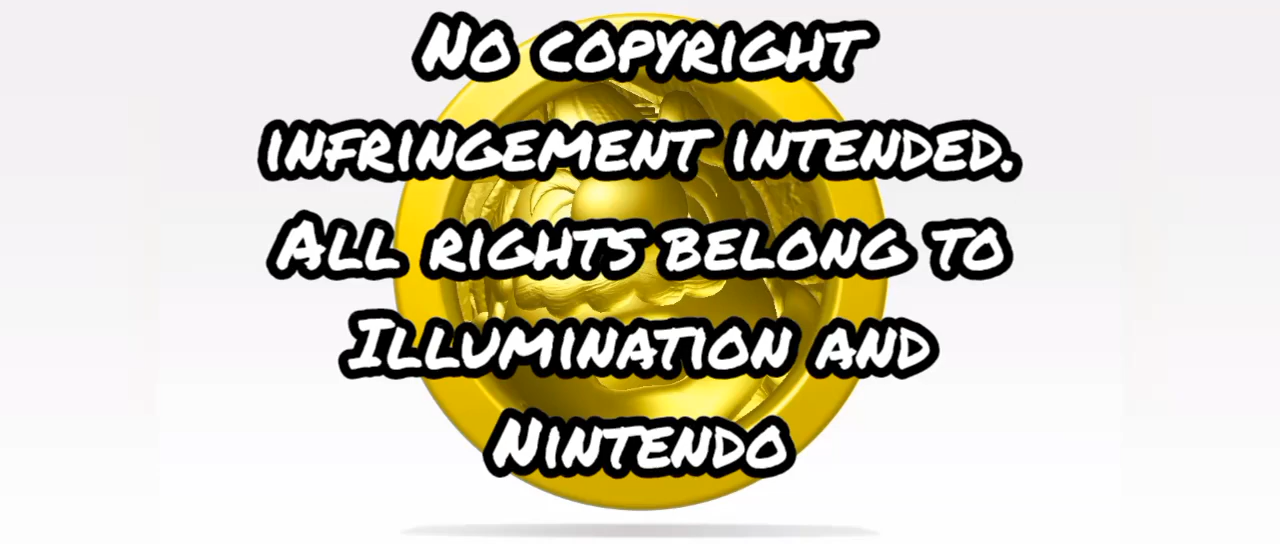 No copyright
infringement intended.
All rights belong to
Illumination and
Nintendo